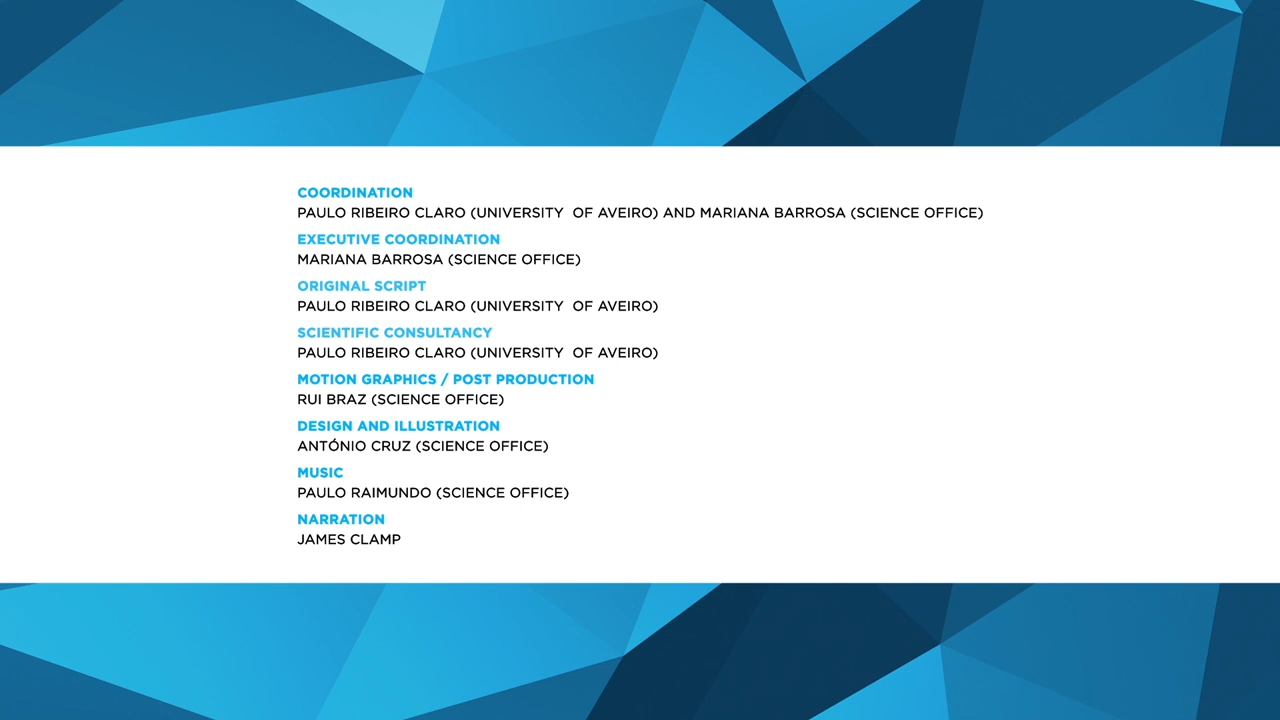 COORDINATION
PAULO RIBEIRO CLARO (UNIVERSITY  OF AVEIRO) AND MARIANA BARROSA (SCIENCE OFFICE)
EXECUTIVE COORDINATION
MARIANA BARROSA (SCIENCE OFFICE)
ORIGINAL SCRIPT
PAULO RIBEIRO CLARO (UNIVERSITY  OF AVEIRO)
SCIENTIFIC CONSULTANCY
PAULO RIBEIRO CLARO (UNIVERSITY  OF AVEIRO)
MOTION GRAPHICS / POST PRODUCTION
RUI BRAZ (SCIENCE OFFICE)
DESIGN AND ILLUSTRATION
ANTÓNIO CRUZ (SCIENCE OFFICE)
MUSIC
PAULO RAIMUNDO (SCIENCE OFFICE)
NARRATION
JAMES CLAMP